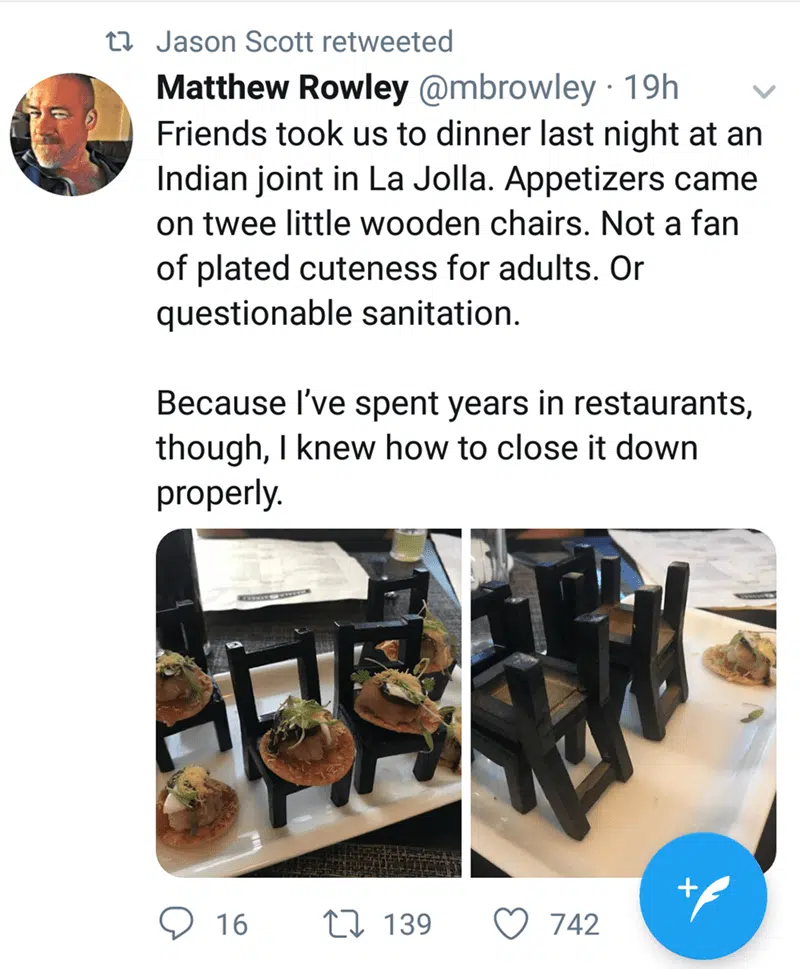 Jason Scott retweeted
Matthew Rowley @mbrowley · 19h
Friends took us to dinner last night at an
Indian joint in La Jolla. Appetizers came
on twee little wooden chairs. Not a fan
of plated cuteness for adults. Or
questionable sanitation.
Because I've spent years in restaurants,
though, I knew how to close it down
properly.
16
139
742